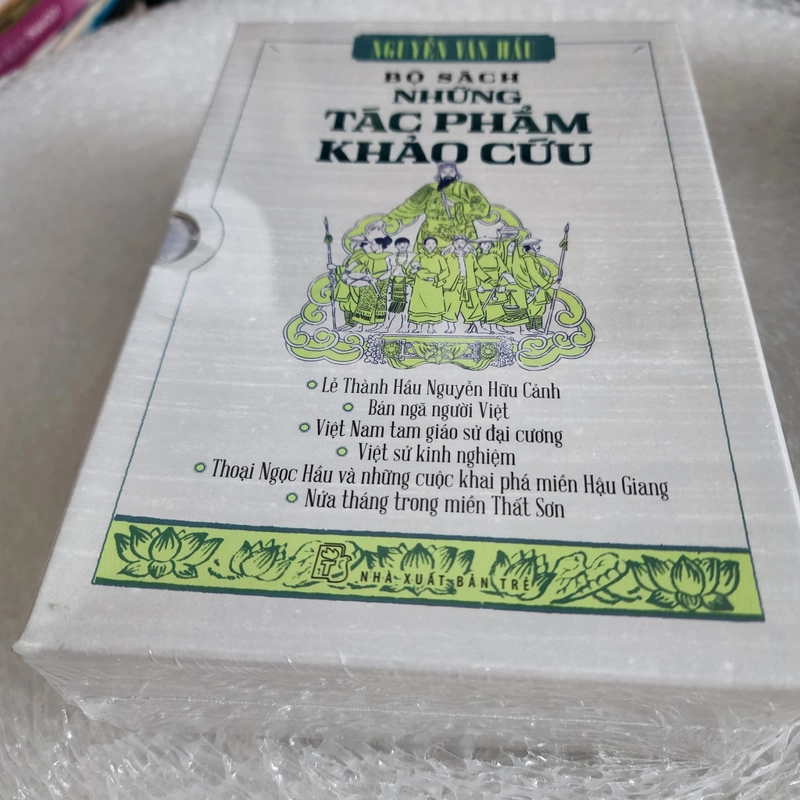 NGUYỄN VĂN HẦU
BỘ SÁCH
NHỮNG
TÁC PHẨM
KHẢO CỨU
Lễ Thành Hầu Nguyễn Hữu Cảnh
Bản ngã người Việt
Việt Nam tam giáo sử đại cương
Việt sử kinh nghiệm
Thoại Ngọc Hầu và những cuộc khai phá miền Hậu Giang
Nửa tháng trong miền Thất Sơn
NHÀ XUẤT BẢN TRẺ